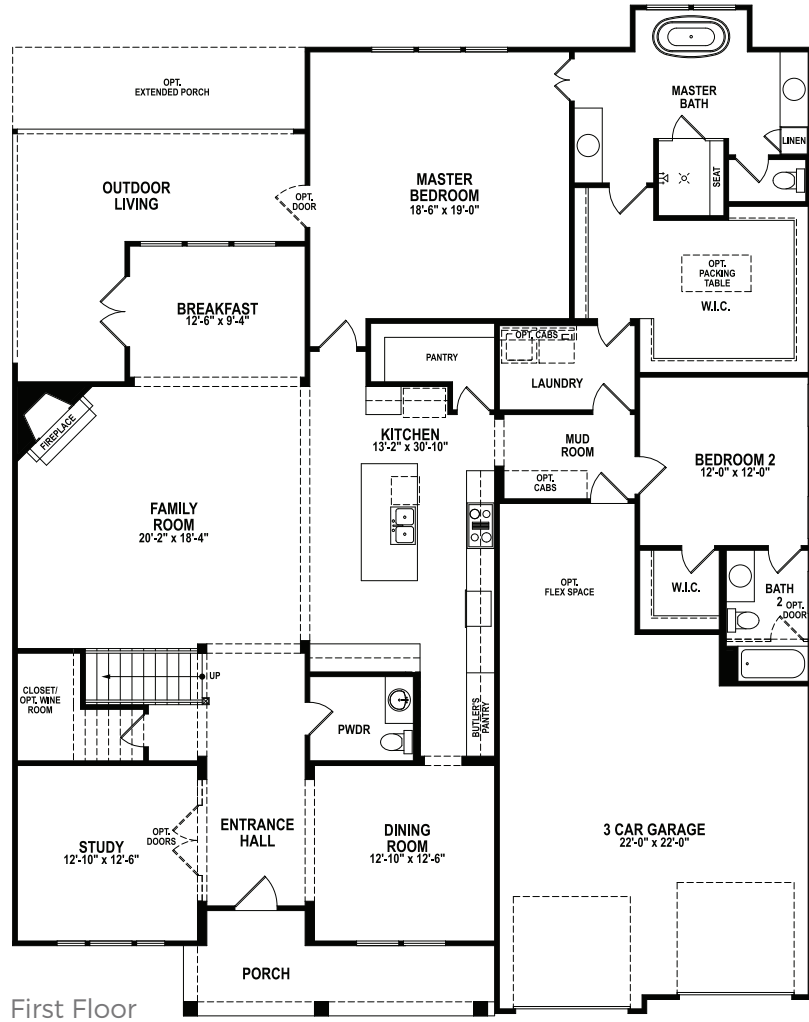 OPT.
EXTENDED PORCH
MASTER
BATH
LINEN
OUTDOOR
LIVING
OPT.
DOOR
MASTER
BEDROOM
18'-6" x 19'-0"
SEAT
OPT.
PACKING
TABLE
W.I.C.
BREAKFAST
12'-6" x 9'-4"
OPT. CABS
PANTRY
LAUNDRY
FIREPLACE
KITCHEN
13'-2" x 30'-10"
MUD
ROOM
OPT.
CABS
BEDROOM 2
12'-0" x 12'-0"
FAMILY
ROOM
20'-2" x 18'-4"
OPT.
FLEX SPACE
W.I.C.
BATH
2
OPT.
DOOR
UP
CLOSET/
OPT. WINE
ROOM
PWDR
BUTLER'S
PANTRY
STUDY
12'-10" x 12'-6"
OPT.
DOORS
ENTRANCE
HALL
DINING
ROOM
12'-10" x 12'-6"
3 CAR GARAGE
22'-0" x 22'-0"
PORCH
First Floor